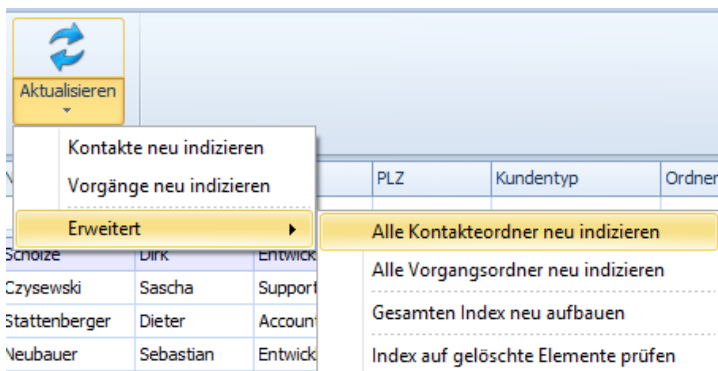 Aktualisieren
Kontakte neu indizieren
PLZ Kundentyp
Vorgänge neu indizieren
Erweitert Alle Kontakteordner neu indizieren
Scholze Dirk
Alle Vorgangsordner neu indizieren
Czysewski Sascha Support
Gesamten Index neu aufbauen
Stattenberger Dieter
Neubauer Sebastian
Index auf gelöschte Elemente prüfen